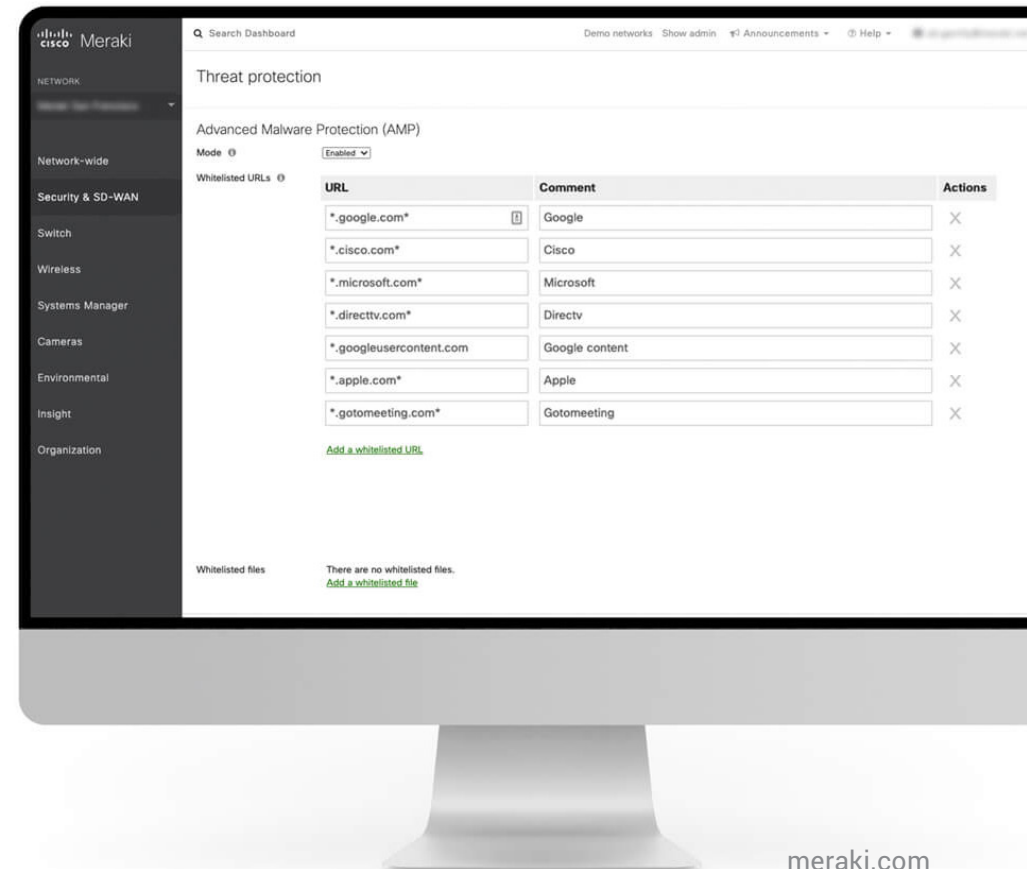 cisco Meraki
Search Dashboard
Demo networks Show admin Announcements Help
NETWORK
Threat protection
Network-wide
Security & SD-WAN
Switch
Wireless
Systems Manager
Cameras
Environmental
Insight
Organization
Advanced Malware Protection (AMP)
Mode Enabled
Whitelisted URLs
URL Comment Actions
*.google.com* Google X
*.cisco.com* Cisco X
*.microsoft.com* Microsoft X
*.directtv.com* Directv X
*.googleusercontent.com Google content X
*.apple.com* Apple X
*.gotomeeting.com* Gotomeeting X
Add a whitelisted URL
Whitelisted files There are no whitelisted files.
Add a whitelisted file
meraki.com